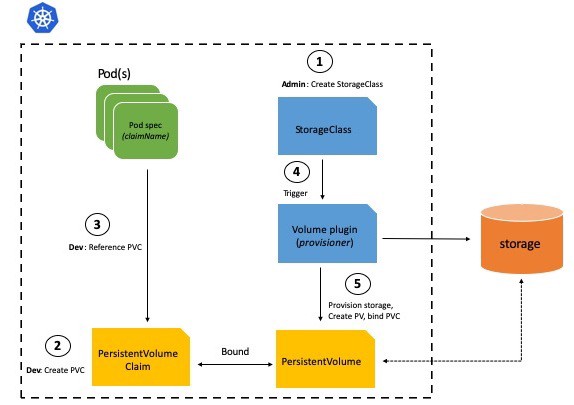 Pod(s)
Pod spec
(claimName)
1
Admin: Create StorageClass
StorageClass
4
Trigger
Volume plugin
(provisioner)
storage
3
Dev: Reference PVC
5
Provision storage,
Create PV, bind PVC
2
Dev: Create PVC
PersistentVolume
Claim
Bound
PersistentVolume